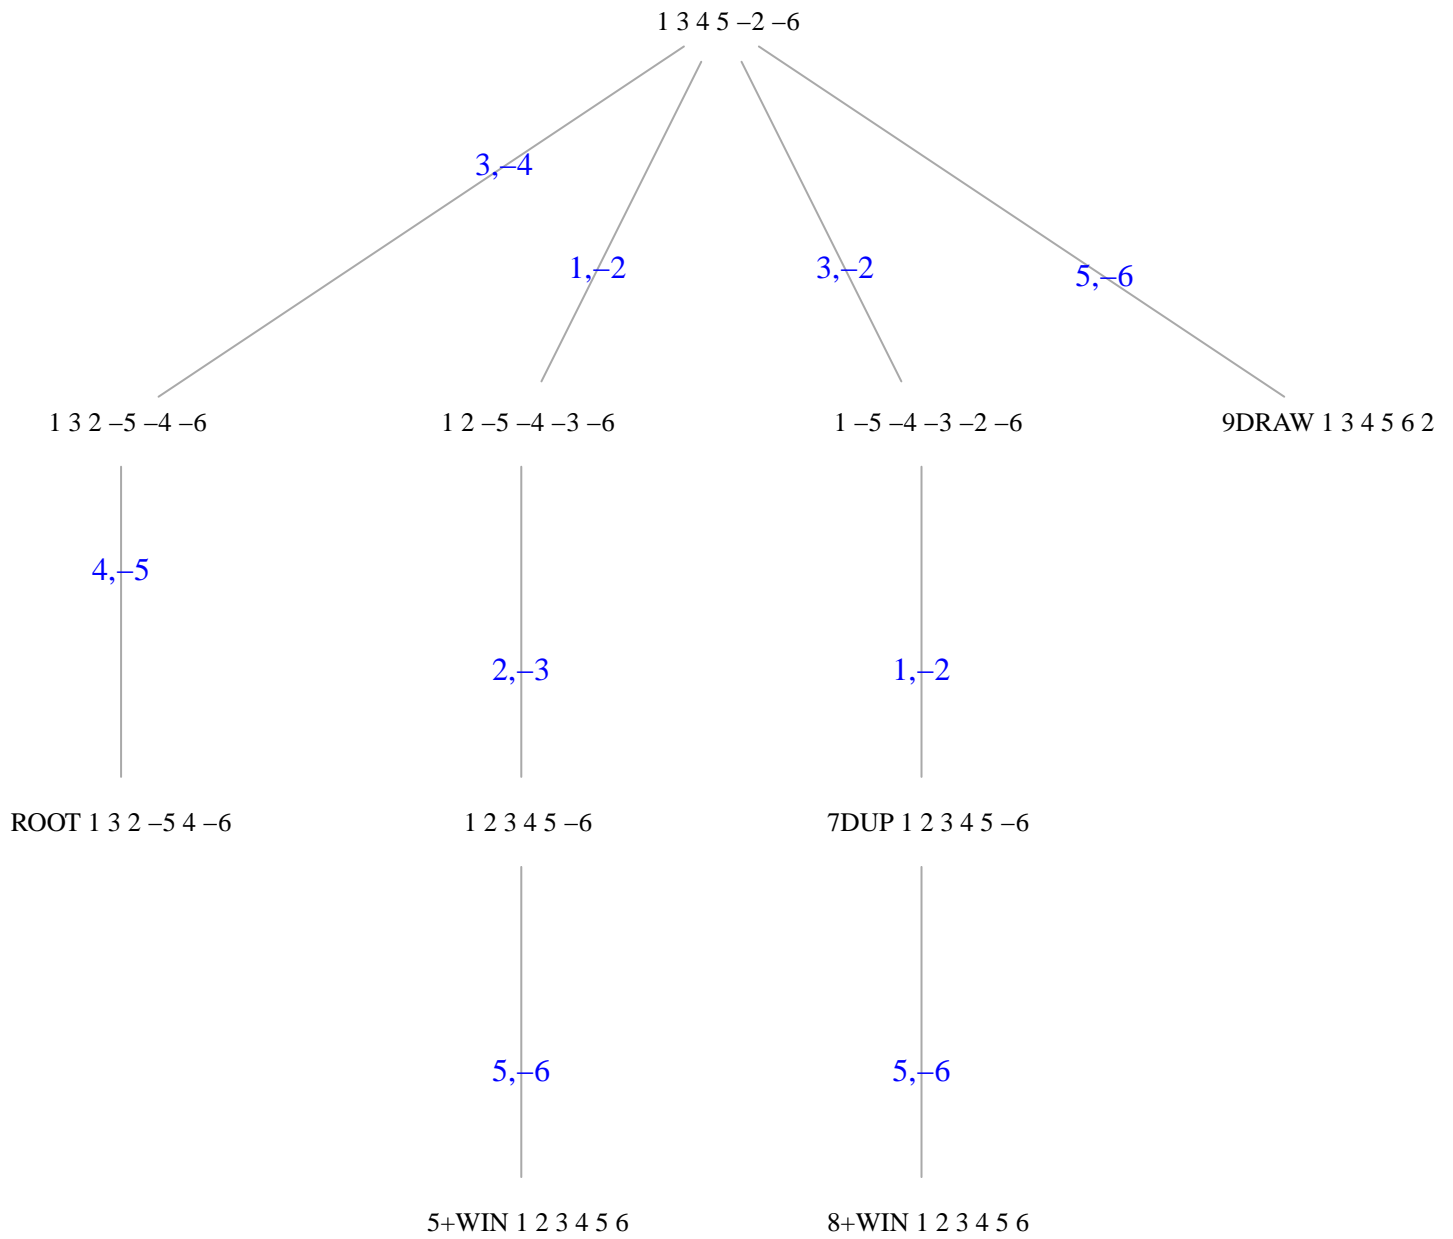 1 3 4 5 −2 −6
3,−4
1,−2
3,−2
5,−6
1 3 2 −5 −4 −6
1 2 −5 −4 −3 −6
1 −5 −4 −3 −2 −6
9DRAW 1 3 4 5 6 2
4,−5
2,−3
1,−2
ROOT 1 3 2 −5 4 −6
1 2 3 4 5 −6
7DUP 1 2 3 4 5 −6
5,−6
5,−6
5+WIN 1 2 3 4 5 6
8+WIN 1 2 3 4 5 6